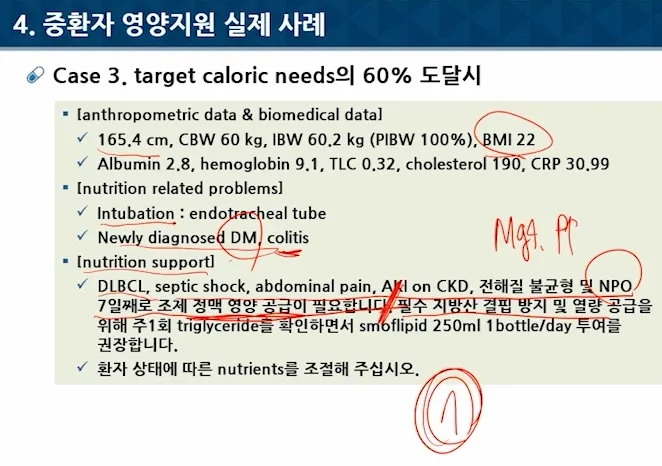 4. 중환자 영양지원 실제 사례
Case 3. target caloric needs의 60% 도달시
[anthropometric data & biomedical data]
165.4 cm, CBW 60 kg, IBW 60.2 kg (PIBW 100%), BMI 22
Albumin 2.8, hemoglobin 9.1, TLC 0.32, cholesterol 190, CRP 30.99
[nutrition related problems]
Intubation : endotracheal tube
Newly diagnosed DM, colitis
[nutrition support]
DLBCL, septic shock, abdominal pain, AKI on CKD, 전해질 불균형 및 NPO
7일째로 조제 정맥 영양 공급이 필요합니다. 필수 지방산 결핍 방지 및 열량 공급을
위해 주1회 triglyceride를 확인하면서 smoflipid 250ml 1bottle/day 투여를
권장합니다.
환자 상태에 따른 nutrients를 조절해 주십시오.
1